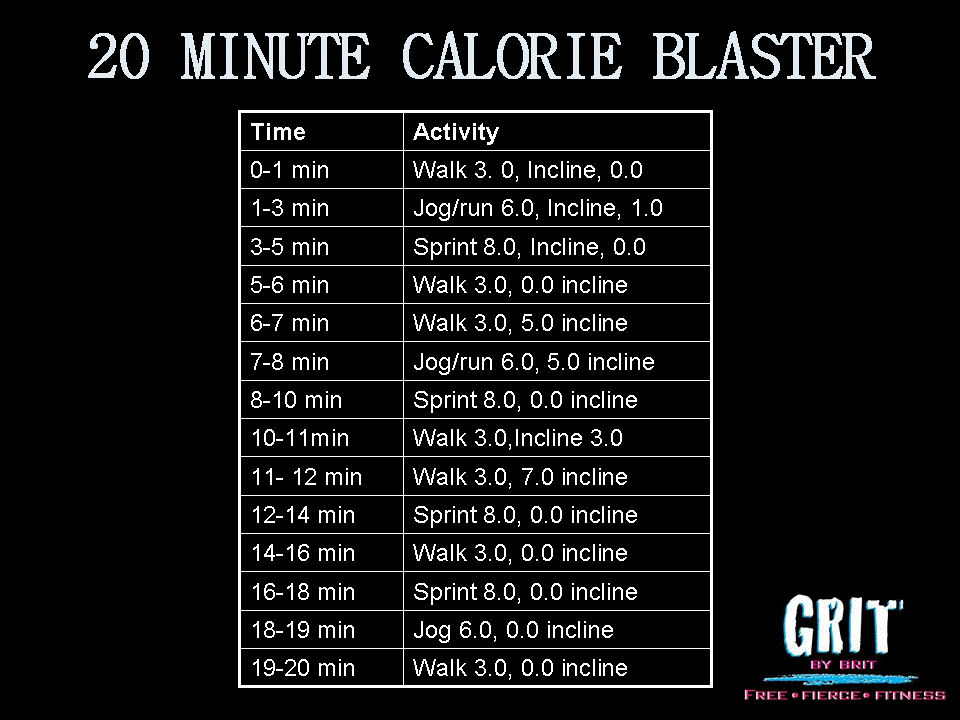 20 MINUTE CALORIE BLASTER
Time Activity
0-1 min Walk 3. 0, Incline, 0.0
1-3 min Jog/run 6.0, Incline, 1.0
3-5 min Sprint 8.0, Incline, 0.0
5-6 min Walk 3.0, 0.0 incline
6-7 min Walk 3.0, 5.0 incline
7-8 min Jog/run 6.0, 5.0 incline
8-10 min Sprint 8.0, 0.0 incline
10-11min Walk 3.0,Incline 3.0
11- 12 min Walk 3.0, 7.0 incline
12-14 min Sprint 8.0, 0.0 incline
14-16 min Walk 3.0, 0.0 incline
16-18 min Sprint 8.0, 0.0 incline
18-19 min Jog 6.0, 0.0 incline
19-20 min Walk 3.0, 0.0 incline
GRIT
BY BRIT
FREE • FIERCE • FITNESS